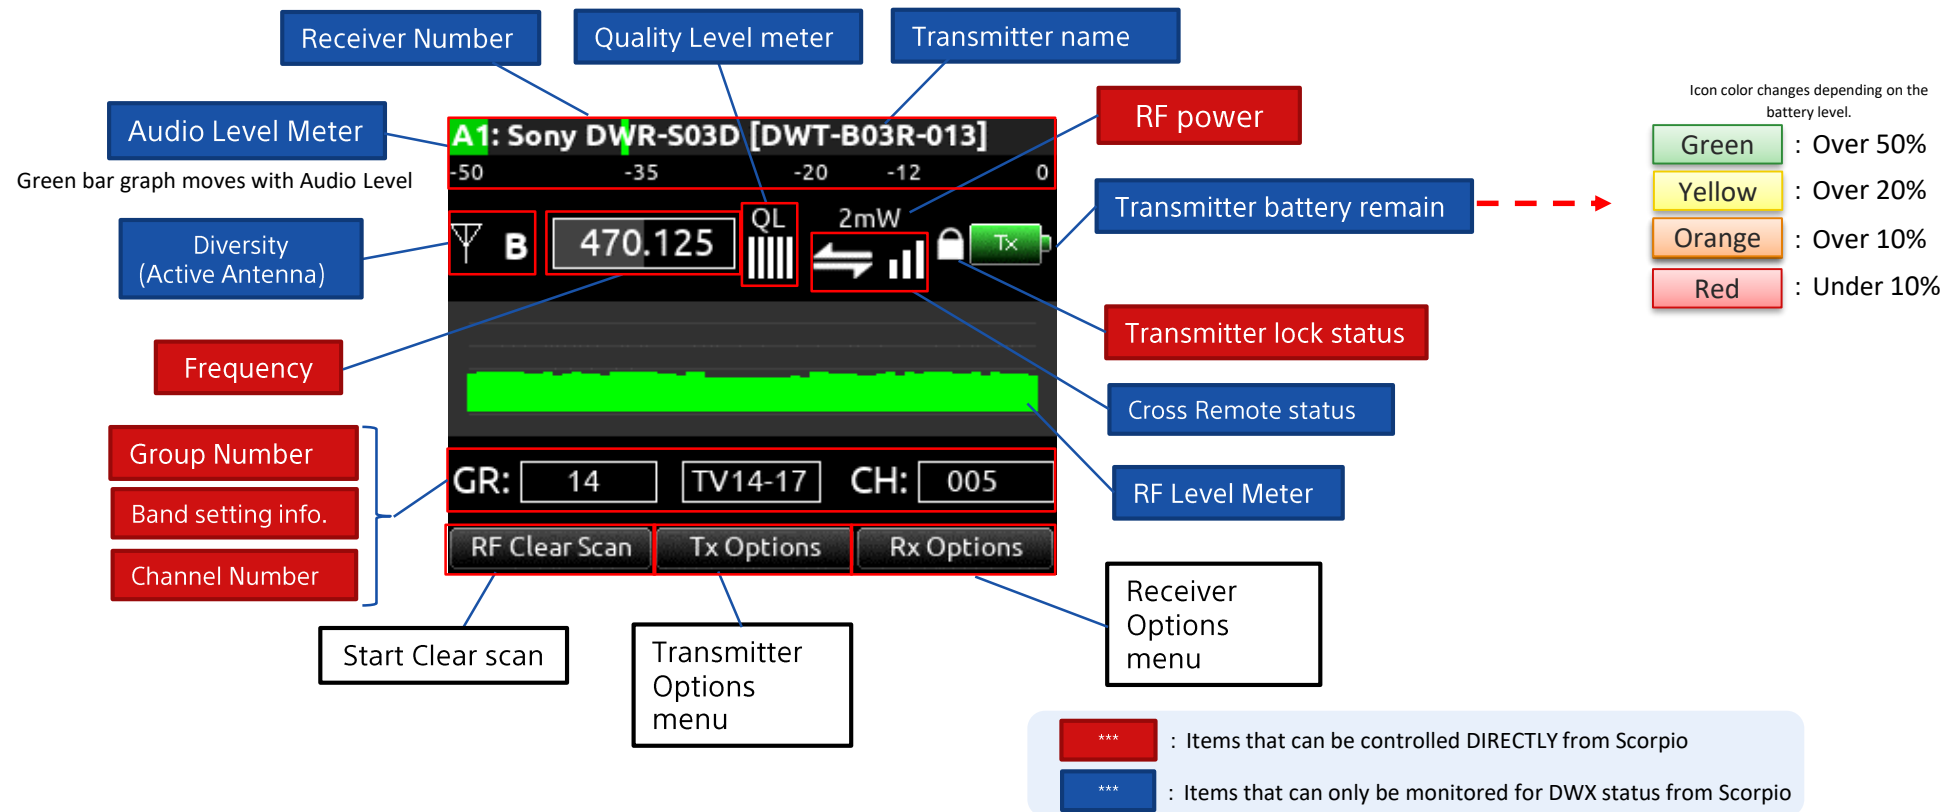 Receiver Number
Quality Level meter
Transmitter name
Audio Level Meter
Green bar graph moves with Audio Level
RF power
Icon color changes depending on the
battery level.
Green : Over 50%
Yellow : Over 20%
Orange : Over 10%
Red : Under 10%
A1: Sony DWR-S03D [DWT-B03R-013]
-50 -35 -20 -12 0
Transmitter battery remain
Diversity
(Active Antenna)
B
470.125
QL
2mW
Tx
Transmitter lock status
Frequency
Cross Remote status
Group Number
Band setting info.
Channel Number
GR: 14 TV14-17 CH: 005
RF Level Meter
RF Clear Scan Tx Options Rx Options
Start Clear scan
Transmitter
Options
menu
Receiver
Options
menu
*** : Items that can be controlled DIRECTLY from Scorpio
*** : Items that can only be monitored for DWX status from Scorpio